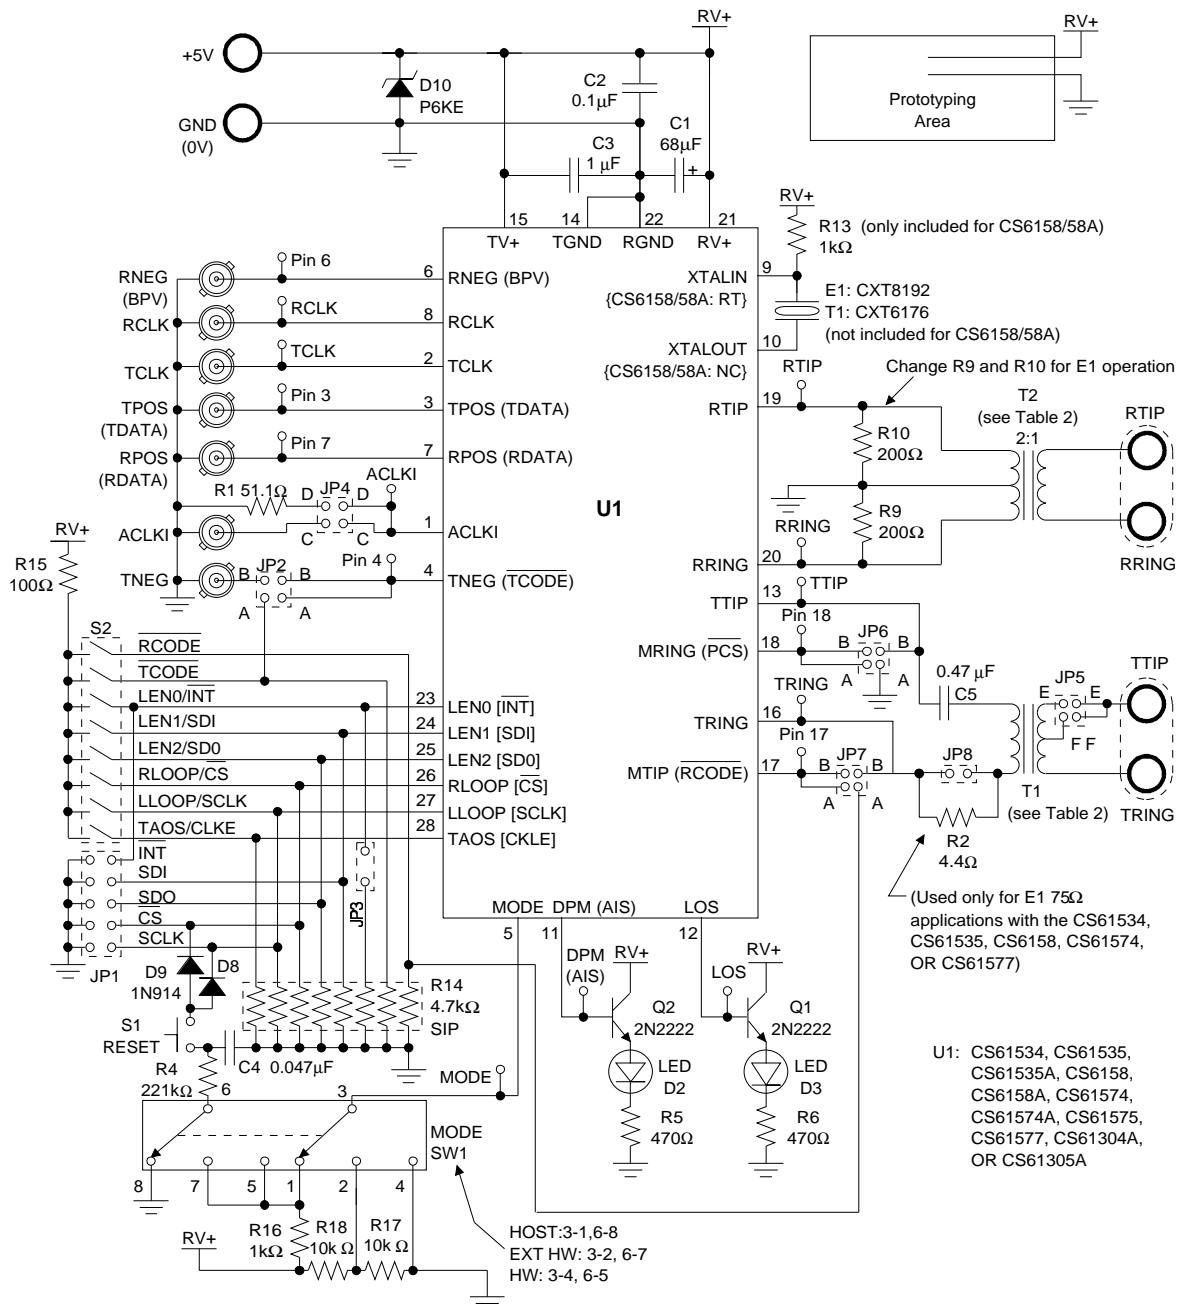 RV+
RV+
+5V
D10
P6KE
C2
0.1µF
Prototyping
Area
GND
(0V)
C3
1 µF
C1
68µF
+
15
14
22
21
TV+
TGND
RGND
RV+
RV+
R13 (only included for CS6158/58A)
1kΩ
RNEG
(BPV)
Pin 6
6
RNEG (BPV)
XTALIN
9
{CS6158/58A: RT}
E1: CXT8192
T1: CXT6176
(not included for CS6158/58A)
RCLK
RCLK
8
RCLK
XTALOUT
10
{CS6158/58A: NC}
TCLK
TCLK
2
TCLK
RTIP
Change R9 and R10 for E1 operation
TPOS
(TDATA)
Pin 3
3
TPOS (TDATA)
RTIP
19
T2
(see Table 2)
2:1
RTIP
RPOS
(RDATA)
Pin 7
7
RPOS (RDATA)
R10
200Ω
R1 51.1Ω
D
JP4
D
ACLKI
U1
R9
200Ω
ACLKI
C
C
1
ACLKI
RRING
RV+
R15
100Ω
TNEG
B
JP2
B
Pin 4
4
TNEG (TCODE)
A
A
RRING
20
RRING
TTIP
13
TTIP
S2
RCODE
TCODE
LEN0/INT
LEN1/SDI
LEN2/SD0
RLOOP/CS
LLOOP/SCLK
TAOS/CLKE
23
LEN0 [INT]
24
LEN1 [SDI]
25
LEN2 [SD0]
26
RLOOP [CS]
27
LLOOP [SCLK]
28
TAOS [CKLE]
Pin 18
MRING (PCS)
18
B
JP6
B
A
A
0.47 µF
C5
JP5
E
E
F F
TTIP
TRING
TRING
16
Pin 17
MTIP (RCODE)
17
B
JP7
B
A
A
JP8
T1
(see Table 2)
TRING
R2
4.4Ω
(Used only for E1 75Ω
applications with the CS61534,
CS61535, CS6158, CS61574,
OR CS61577)
INT
SDI
SDO
CS
SCLK
JP1
JP3
MODE
DPM (AIS)
LOS
5
11
12
D9
1N914
D8
R14
4.7kΩ
SIP
DPM
(AIS)
RV+
Q2
2N2222
LOS
RV+
Q1
2N2222
S1
RESET
R4
221kΩ
C4
0.047µF
6
3
MODE
LED
D2
LED
D3
R5
470Ω
R6
470Ω
U1: CS61534, CS61535,
CS61535A, CS6158,
CS6158A, CS61574,
CS61574A, CS61575,
CS61577, CS61304A,
OR CS61305A
MODE
SW1
8
7
5
1
2
4
RV+
R16
1kΩ
R18
10k Ω
R17
10k Ω
HOST:3-1,6-8
EXT HW: 3-2, 6-7
HW: 3-4, 6-5